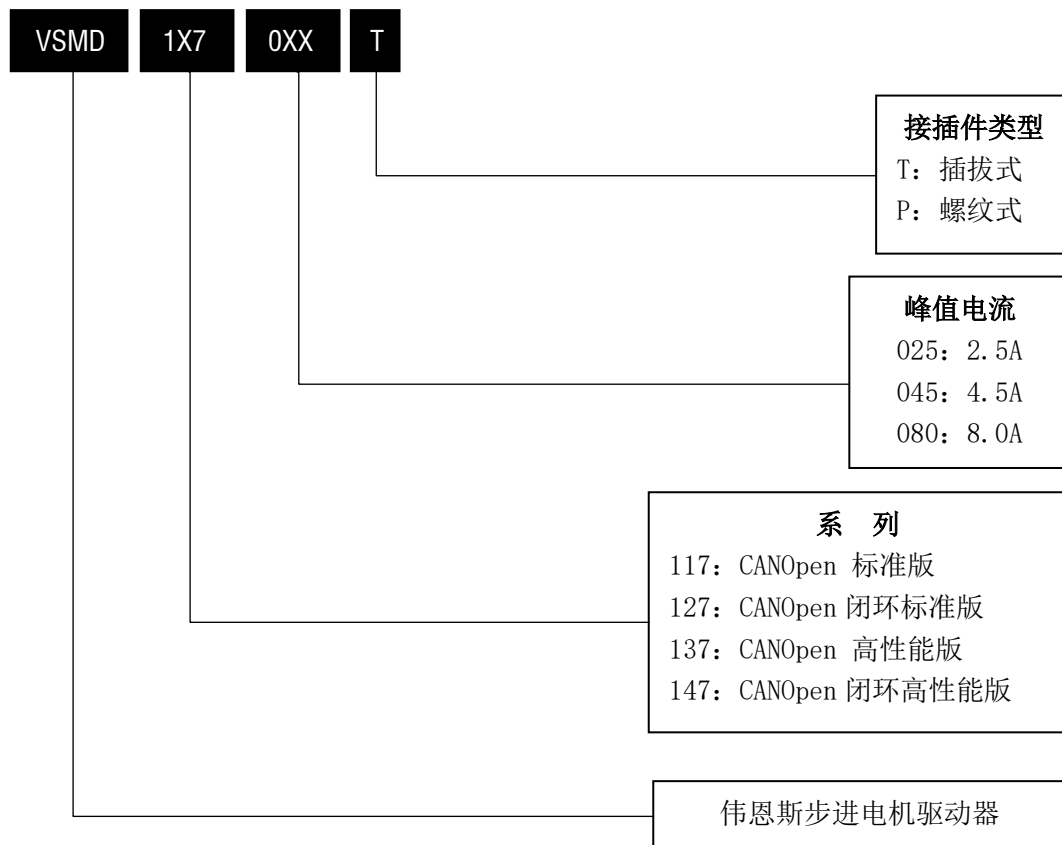 VSMD 1X7 0XX T
接插件类型
T：插拔式
P：螺纹式
峰值电流
025：2.5A
045：4.5A
080：8.0A
系 列
117：CANOpen 标准版
127：CANOpen 闭环标准版
137：CANOpen 高性能版
147：CANOpen 闭环高性能版
伟恩斯步进电机驱动器